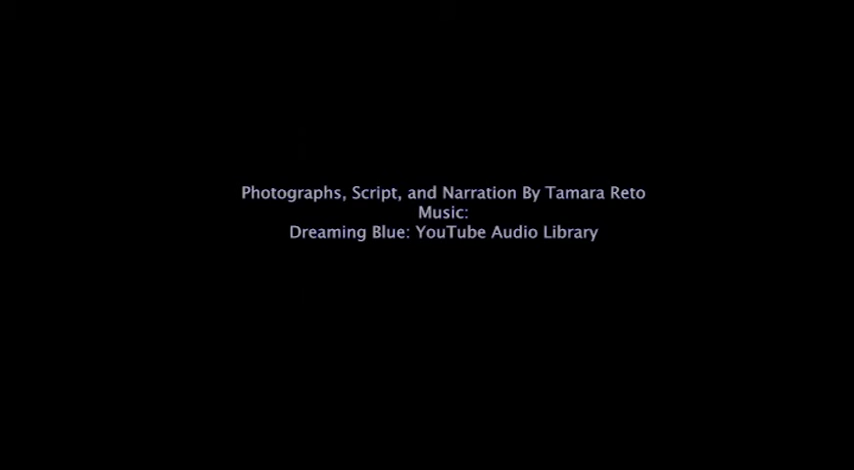 Photographs, Script, and Narration By Tamara Reto
Music:
Dreaming Blue: YouTube Audio Library